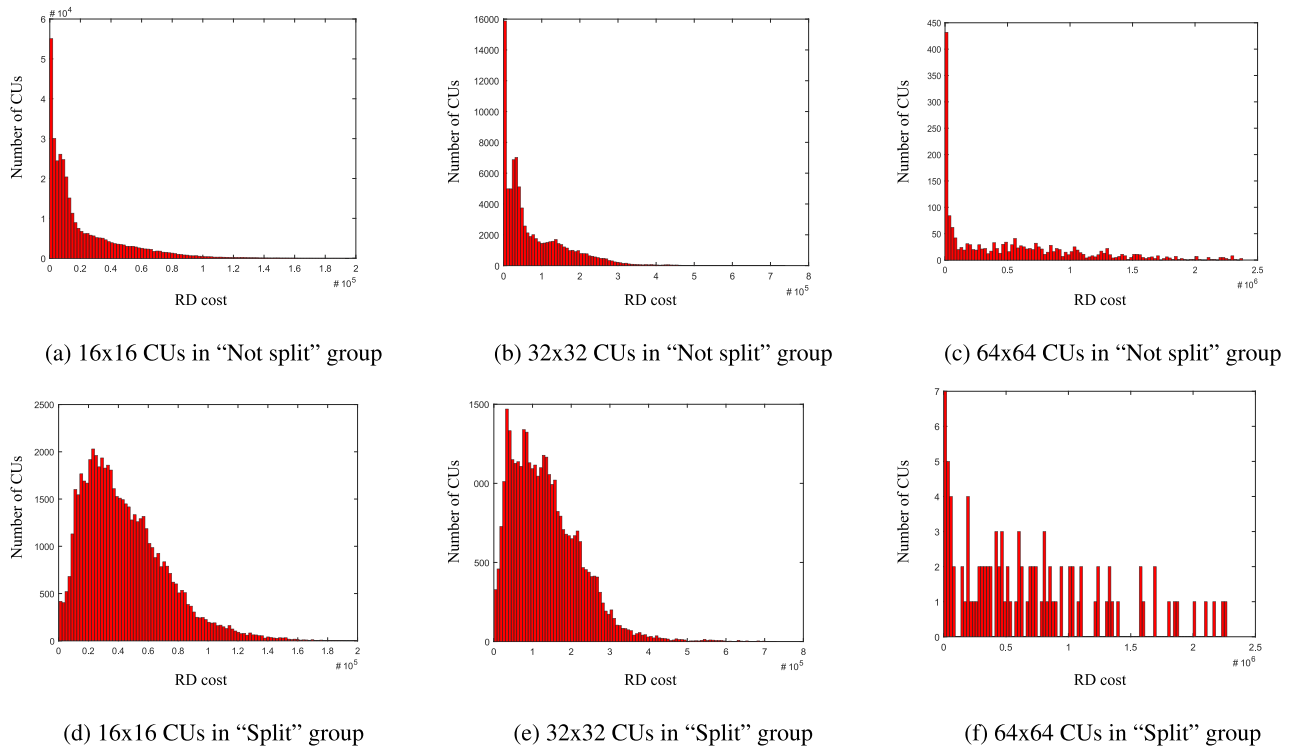 # 10^4
6
5
4
3
2
1
0
Number of CUs
0 0.2 0.4 0.6 0.8 1 1.2 1.4 1.6 1.8 2
# 10^5
RD cost
(a) 16x16 CUs in “Not split” group
16000
14000
12000
10000
8000
6000
4000
2000
0
Number of CUs
0 1 2 3 4 5 6 7 8
# 10^5
RD cost
(b) 32x32 CUs in “Not split” group
450
400
350
300
250
200
150
100
50
0
Number of CUs
0 0.5 1 1.5 2 2.5
# 10^6
RD cost
(c) 64x64 CUs in “Not split” group
2500
2000
1500
1000
500
0
Number of CUs
0 0.2 0.4 0.6 0.8 1 1.2 1.4 1.6 1.8 2
# 10^5
RD cost
(d) 16x16 CUs in “Split” group
1500
000
500
0
Number of CUs
0 1 2 3 4 5 6 7 8
# 10^5
RD cost
(e) 32x32 CUs in “Split” group
7
6
5
4
3
2
1
0
Number of CUs
0 0.5 1 1.5 2 2.5
# 10^6
RD cost
(f) 64x64 CUs in “Split” group